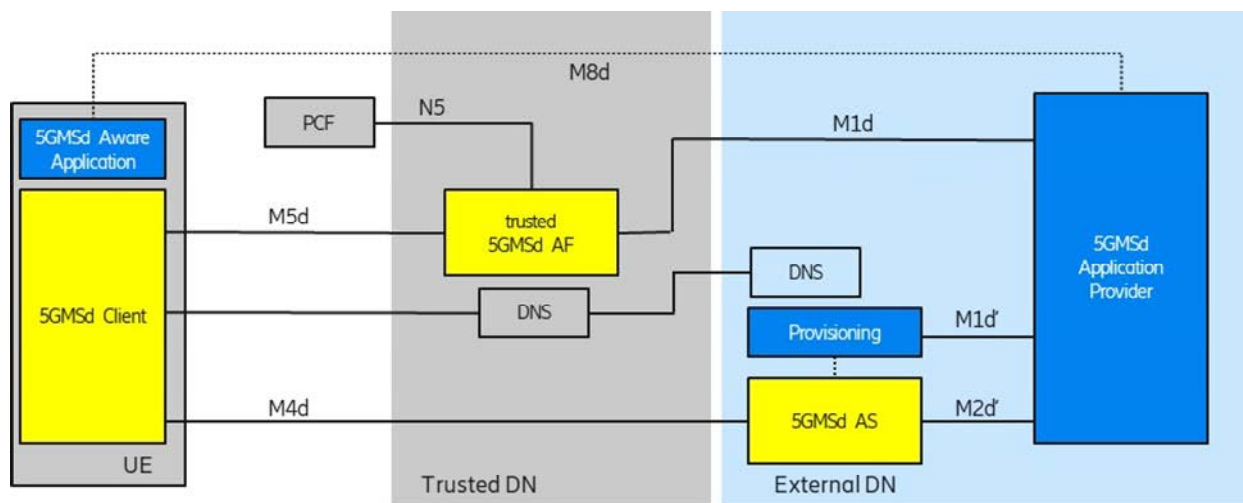 M8d
5GMSd Aware
Application
PCF
N5
M1d
M5d
trusted
5GMSd AF
5GMSd
Application
Provider
DNS
DNS
5GMSd Client
Provisioning
M1d'
M4d
5GMSd AS
M2d'
UE
Trusted DN
External DN